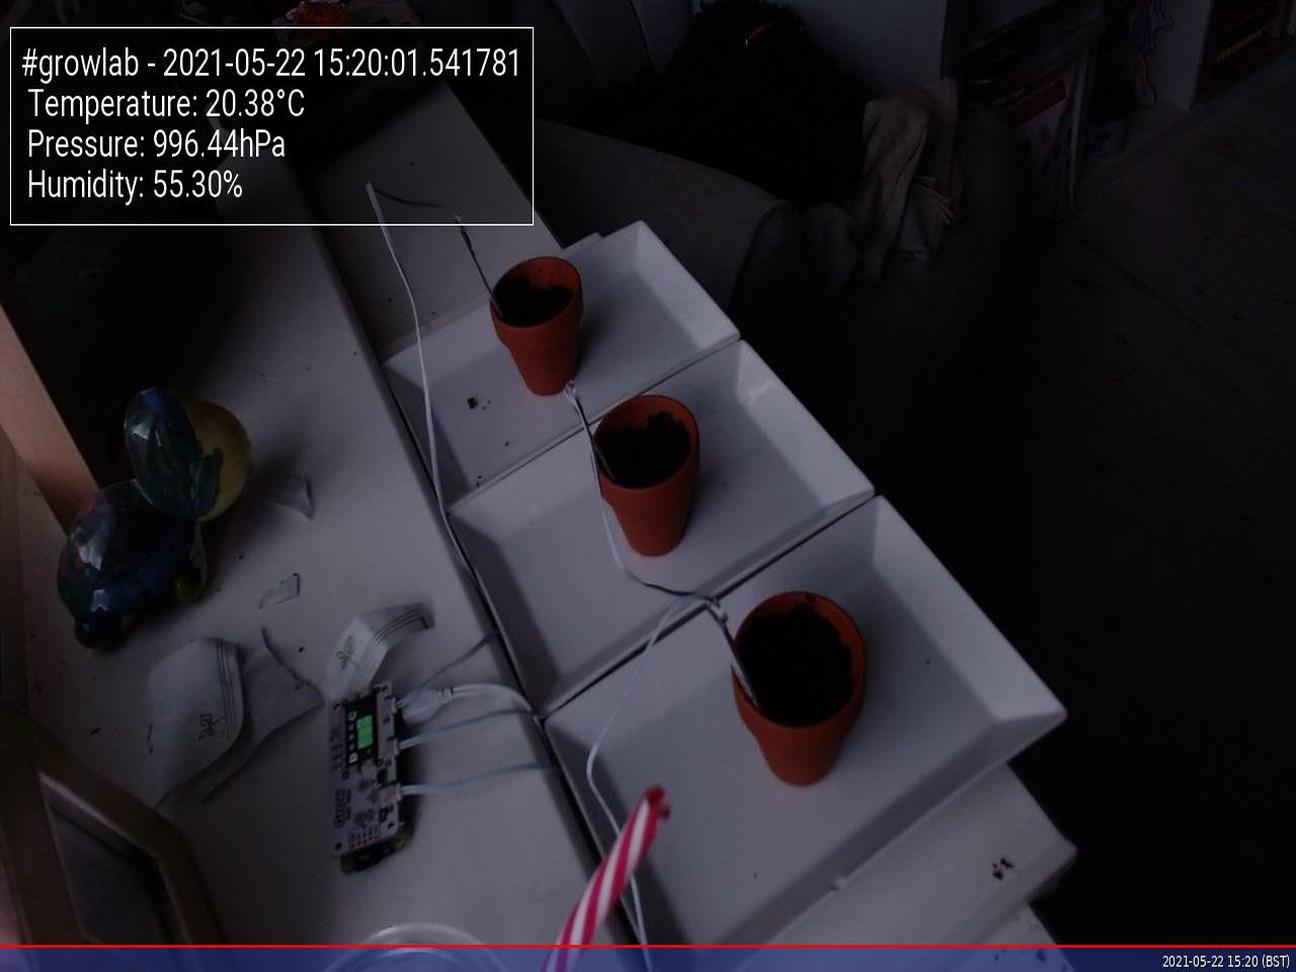 #growlab - 2021-05-22 15:20:01.541781
Temperature: 20.38°C
Pressure: 996.44hPa
Humidity: 55.30%
2021-05-22 15:20 (BST)